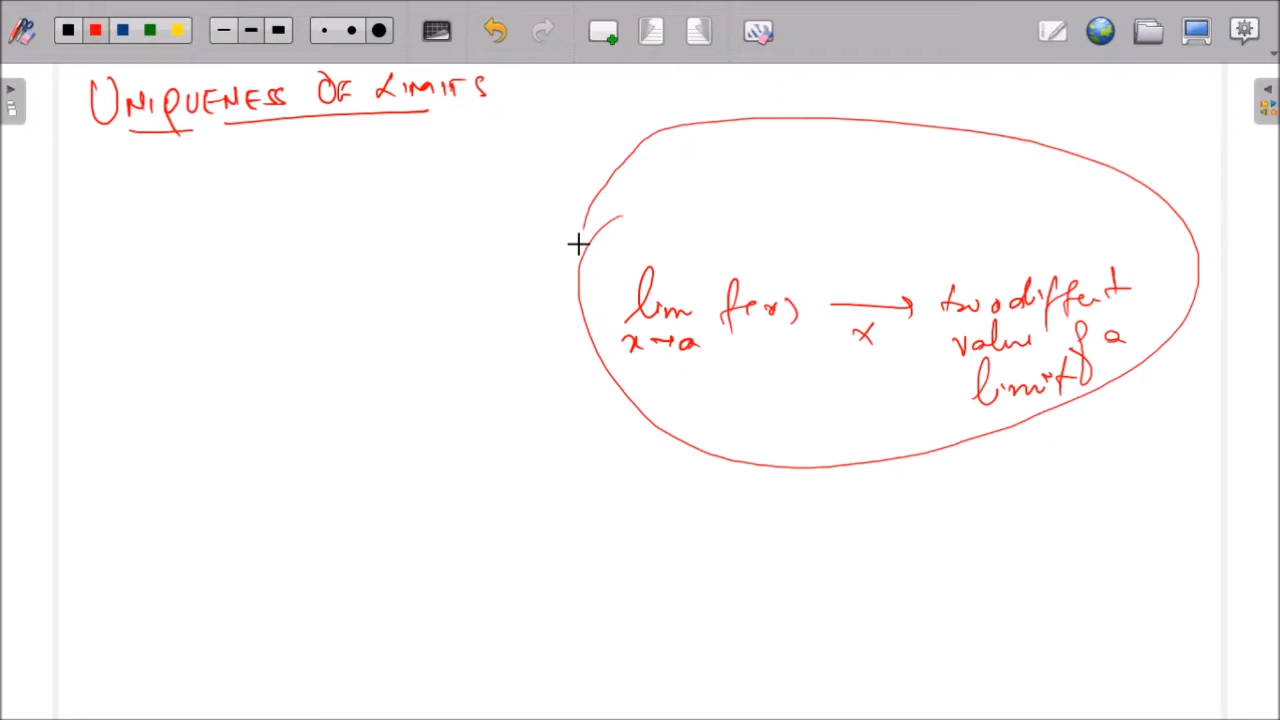 UNIQUENESS OF LIMITS
lim f(x) → two different
x→a x value of a
limit